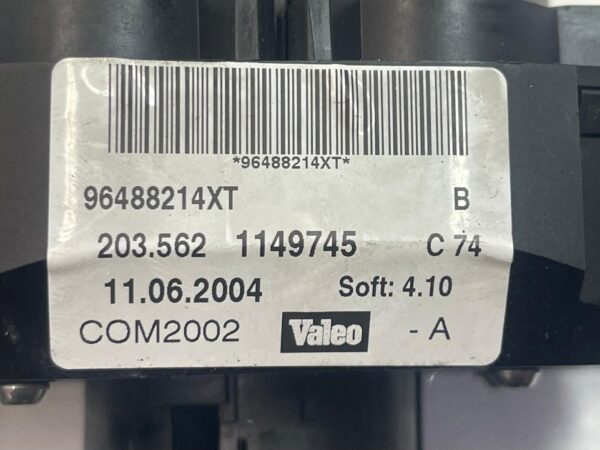 *96488214XT*
96488214XT B
203.562 1149745 C 74
11.06.2004 Soft: 4.10
COM2002 Valeo - A